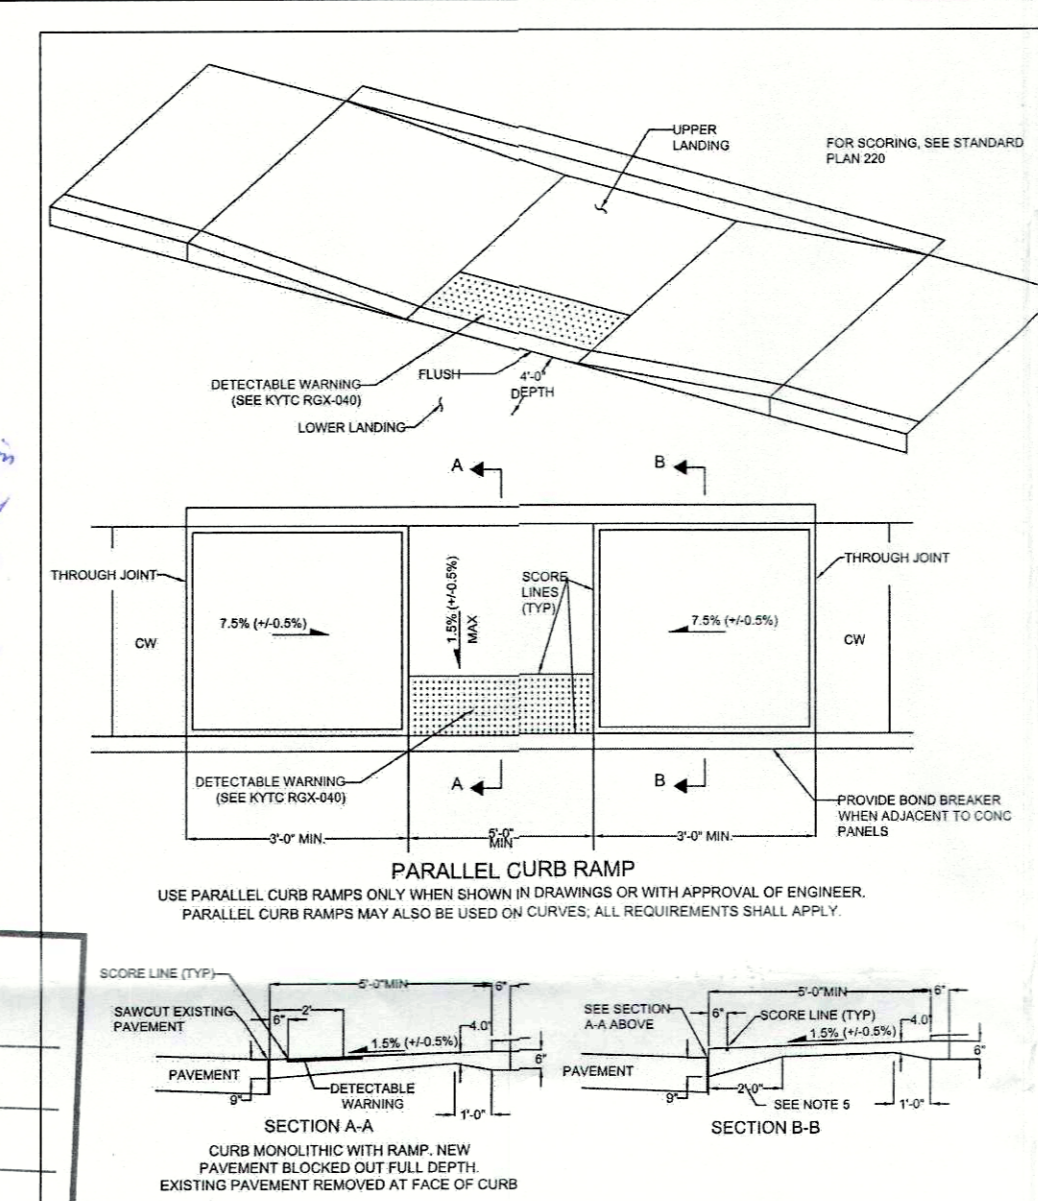 UPPER
LANDING
FOR SCORING, SEE STANDARD
PLAN 220
DETECTABLE WARNING
(SEE KYTC RGX-040)
FLUSH
4'-0"
DEPTH
LOWER LANDING
A
B
THROUGH JOINT
THROUGH JOINT
1.5% (+/-0.5%)
MAX
SCORE
LINES
(TYP)
7.5% (+/-0.5%)
7.5% (+/-0.5%)
CW
CW
DETECTABLE WARNING
(SEE KYTC RGX-040)
A
B
PROVIDE BOND BREAKER
WHEN ADJACENT TO CONC
PANELS
3'-0" MIN.
5'-0"
MIN
3'-0" MIN.
PARALLEL CURB RAMP
USE PARALLEL CURB RAMPS ONLY WHEN SHOWN IN DRAWINGS OR WITH APPROVAL OF ENGINEER.
PARALLEL CURB RAMPS MAY ALSO BE USED ON CURVES; ALL REQUIREMENTS SHALL APPLY.
SCORE LINE (TYP)
5'-0"MIN
6"
SAWCUT EXISTING
PAVEMENT
2'
6"
4.0"
1.5% (+/-0.5%)
6"
PAVEMENT
9"
DETECTABLE
WARNING
1'-0"
SECTION A-A
CURB MONOLITHIC WITH RAMP. NEW
PAVEMENT BLOCKED OUT FULL DEPTH.
EXISTING PAVEMENT REMOVED AT FACE OF CURB
5'-0"MIN
6"
SEE SECTION
A-A ABOVE
6"
SCORE LINE (TYP)
4.0"
1.5% (+/-0.5%)
6"
PAVEMENT
9"
2'-0"
SEE NOTE 5
1'-0"
SECTION B-B